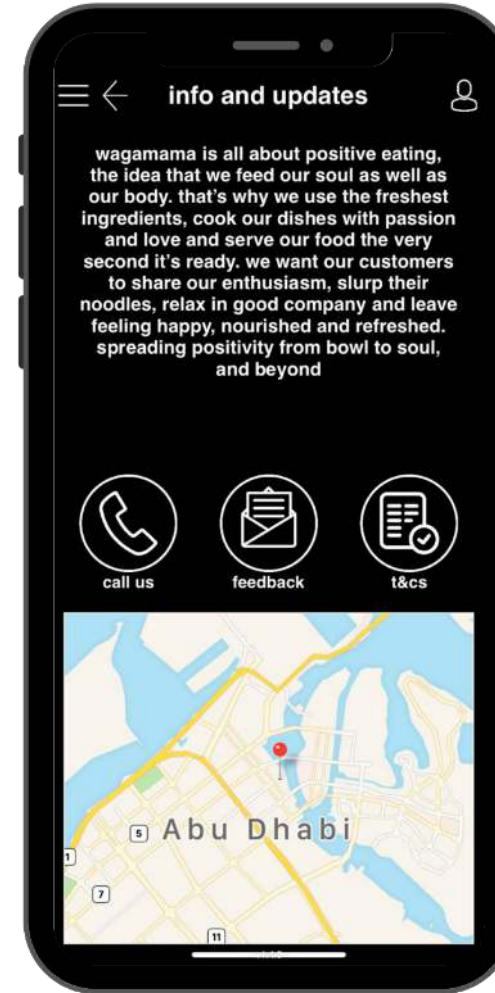 info and updates
wagamama is all about positive eating,
the idea that we feed our soul as well as
our body. that’s why we use the freshest
ingredients, cook our dishes with passion
and love and serve our food the very
second it’s ready. we want our customers
to share our enthusiasm, slurp their
noodles, relax in good company and leave
feeling happy, nourished and refreshed.
spreading positivity from bowl to soul,
and beyond
call us feedback t&cs
5 Abu Dhabi
1
7
11